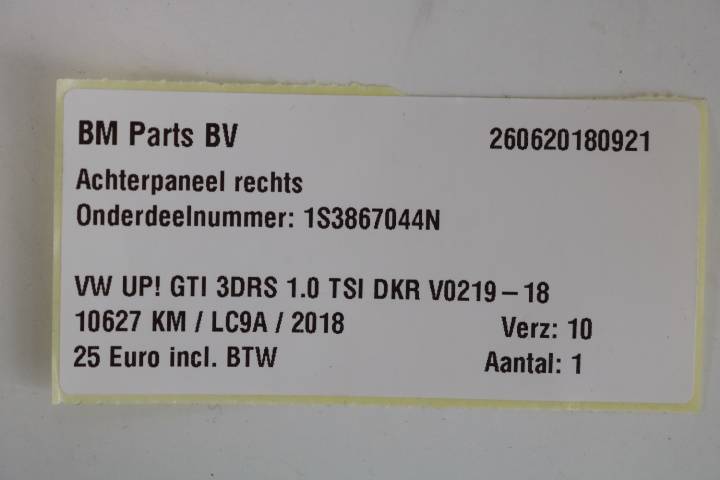 BM Parts BV 260620180921
Achterpaneel rechts
Onderdeelnummer: 1S3867044N
VW UP! GTI 3DRS 1.0 TSI DKR V0219-18
10627 KM / LC9A / 2018 Verz: 10
25 Euro incl. BTW Aantal: 1